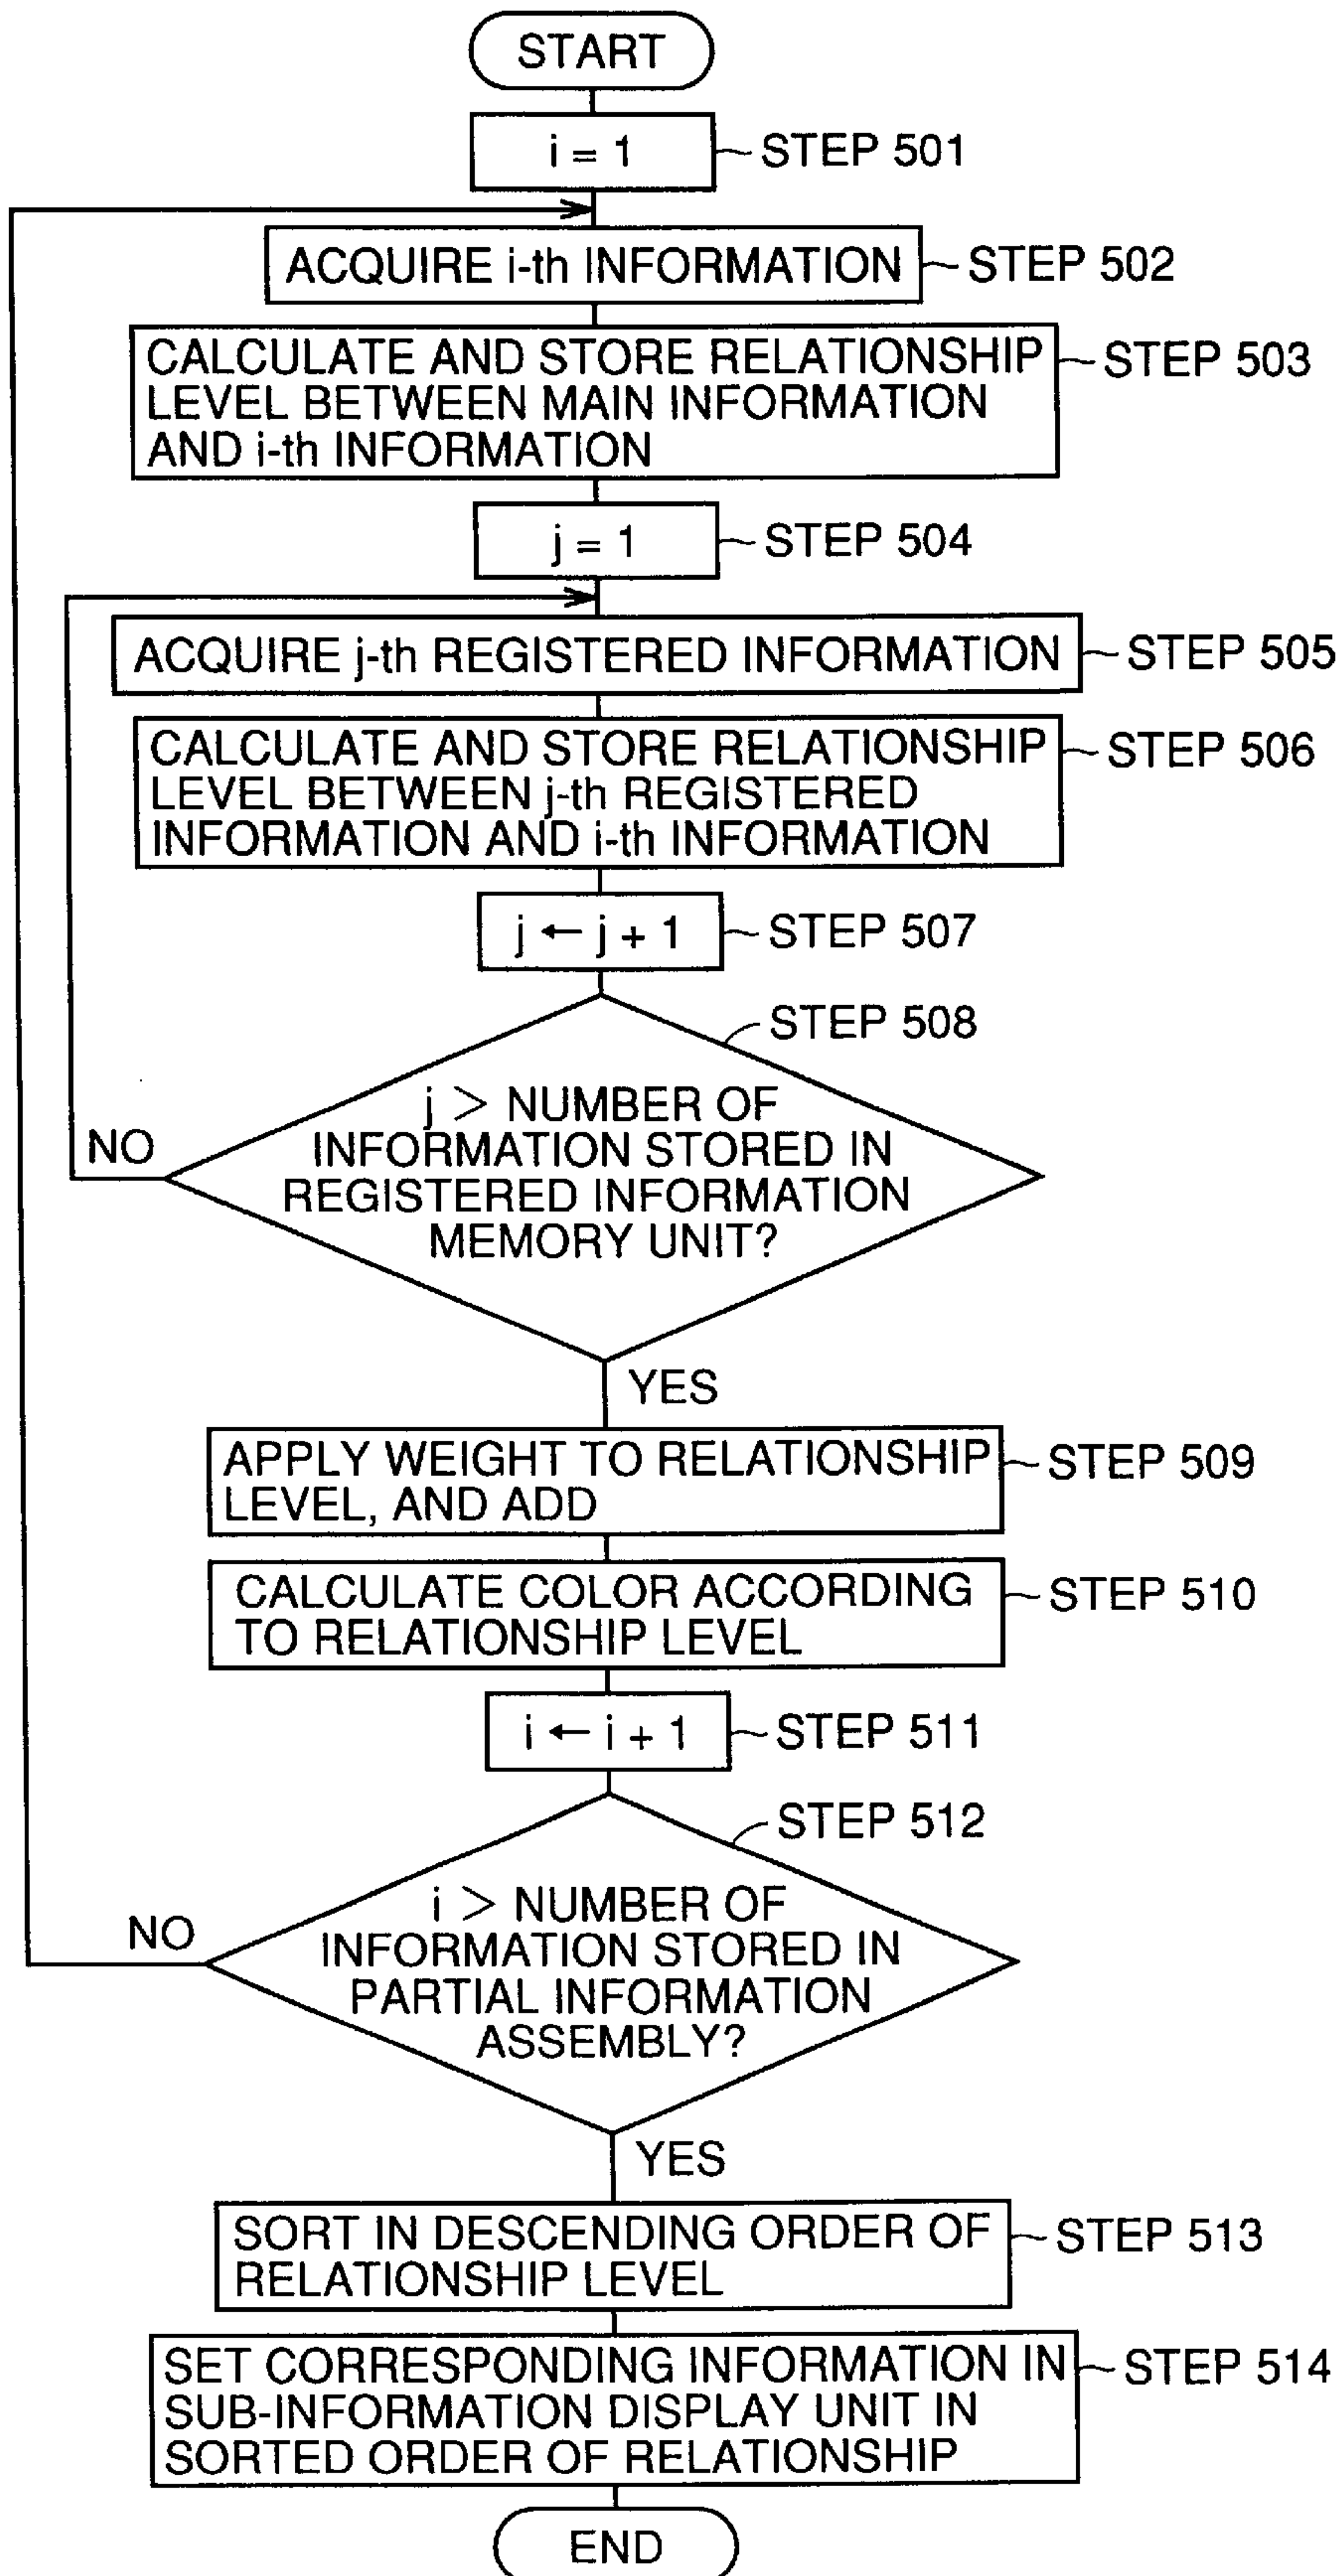 START
i = 1
STEP 501
ACQUIRE i-th INFORMATION
STEP 502
CALCULATE AND STORE RELATIONSHIP
LEVEL BETWEEN MAIN INFORMATION
AND i-th INFORMATION
STEP 503
j = 1
STEP 504
ACQUIRE j-th REGISTERED INFORMATION
STEP 505
CALCULATE AND STORE RELATIONSHIP
LEVEL BETWEEN j-th REGISTERED
INFORMATION AND i-th INFORMATION
STEP 506
j ← j + 1
STEP 507
STEP 508
j > NUMBER OF
INFORMATION STORED IN
REGISTERED INFORMATION
MEMORY UNIT?
NO
YES
APPLY WEIGHT TO RELATIONSHIP
LEVEL, AND ADD
STEP 509
CALCULATE COLOR ACCORDING
TO RELATIONSHIP LEVEL
STEP 510
i ← i + 1
STEP 511
STEP 512
i > NUMBER OF
INFORMATION STORED IN
PARTIAL INFORMATION
ASSEMBLY?
NO
YES
SORT IN DESCENDING ORDER OF
RELATIONSHIP LEVEL
STEP 513
SET CORRESPONDING INFORMATION IN
SUB-INFORMATION DISPLAY UNIT IN
SORTED ORDER OF RELATIONSHIP
STEP 514
END